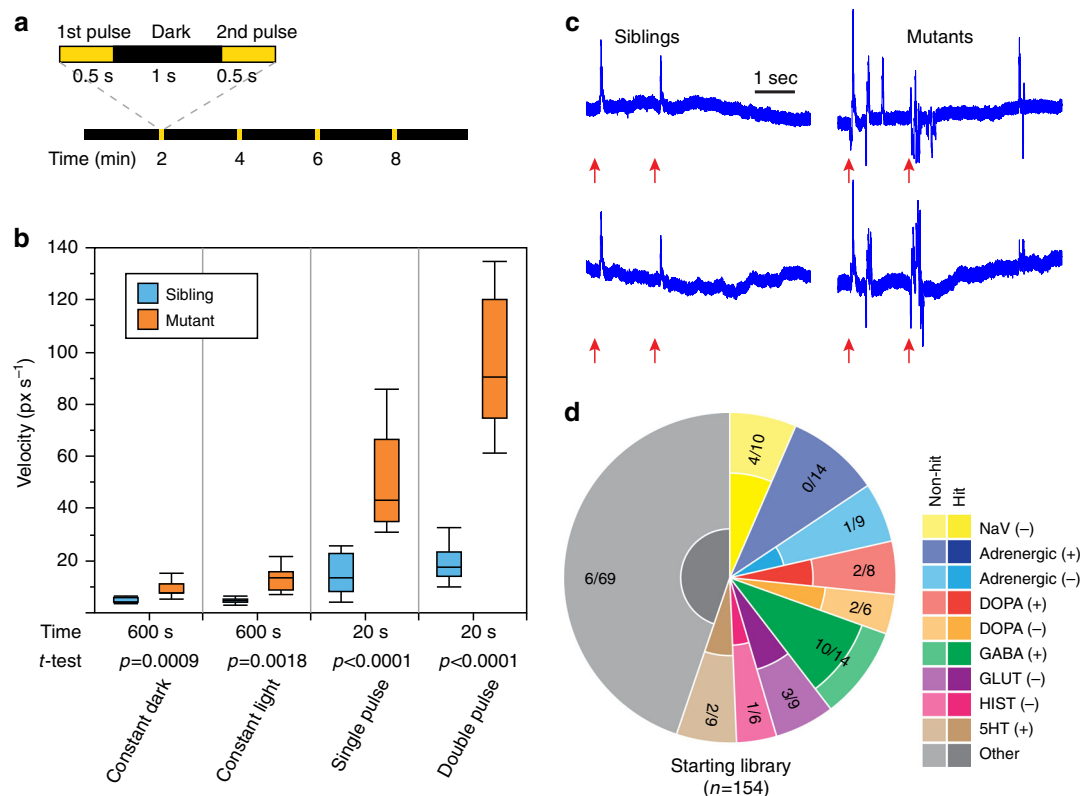 a
1st pulse Dark 2nd pulse
0.5 s 1 s 0.5 s
Time (min) 2 4 6 8
b
Velocity (px s⁻¹)
140
120
100
80
60
40
20
Sibling
Mutant
Time 600 s 600 s 20 s 20 s
t-test p=0.0009 p=0.0018 p<0.0001 p<0.0001
Constant dark
Constant light
Single pulse
Double pulse
c
Siblings Mutants
1 sec
d
4/10
0/14
1/9
2/8
2/6
10/14
3/9
1/6
2/9
6/69
Starting library
(n=154)
Non-hit
Hit
NaV (–)
Adrenergic (+)
Adrenergic (–)
DOPA (+)
DOPA (–)
GABA (+)
GLUT (–)
HIST (–)
5HT (+)
Other